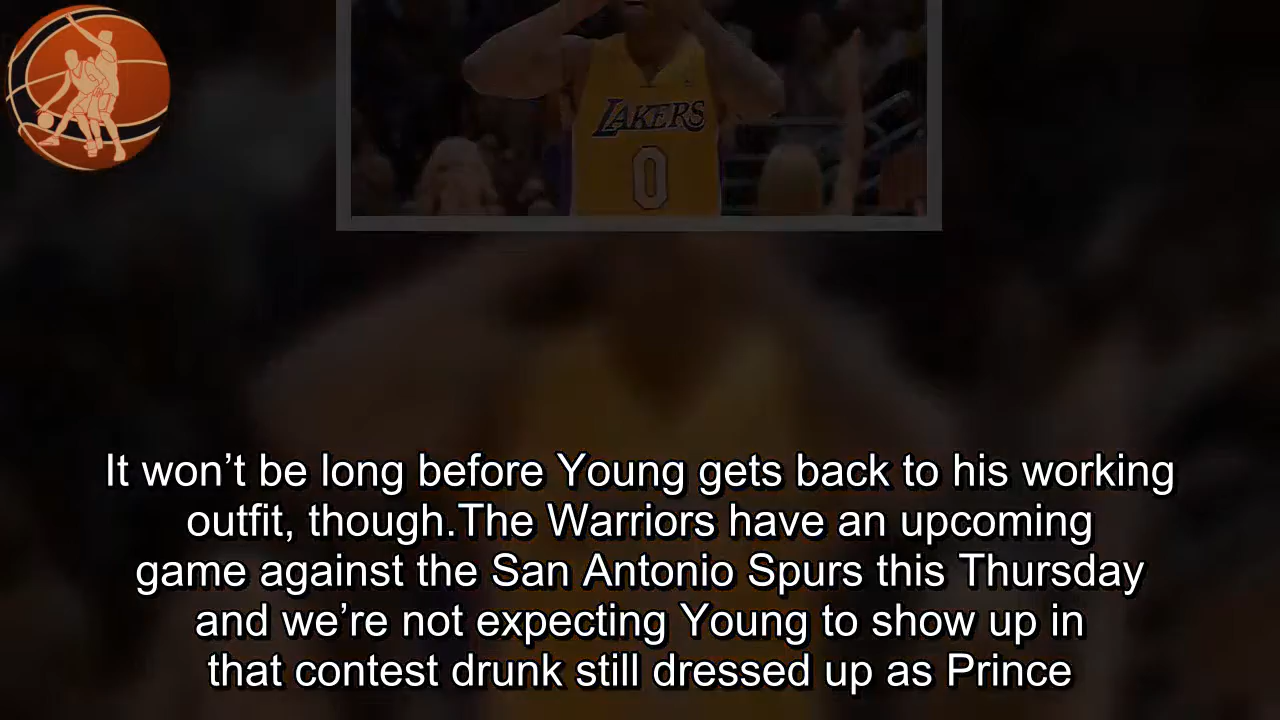 LAKERS
0
It won’t be long before Young gets back to his working
outfit, though.The Warriors have an upcoming
game against the San Antonio Spurs this Thursday
and we’re not expecting Young to show up in
that contest drunk still dressed up as Prince